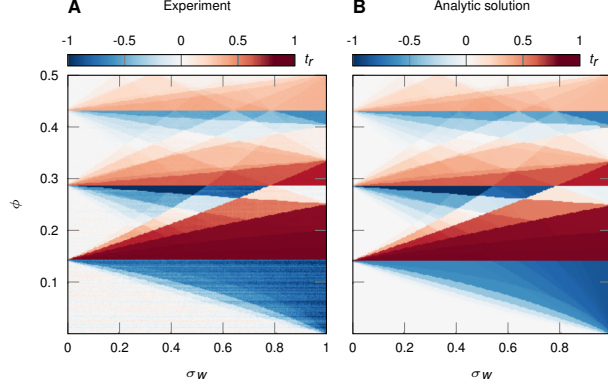 A Experiment
B Analytic solution
-1 -0.5 0 0.5 1 t_r
-1 -0.5 0 0.5 1 t_r
0.5
0.4
0.3
0.2
0.1
ϕ
0 0.2 0.4 0.6 0.8 1
0 0.2 0.4 0.6 0.8
σ_W
σ_W